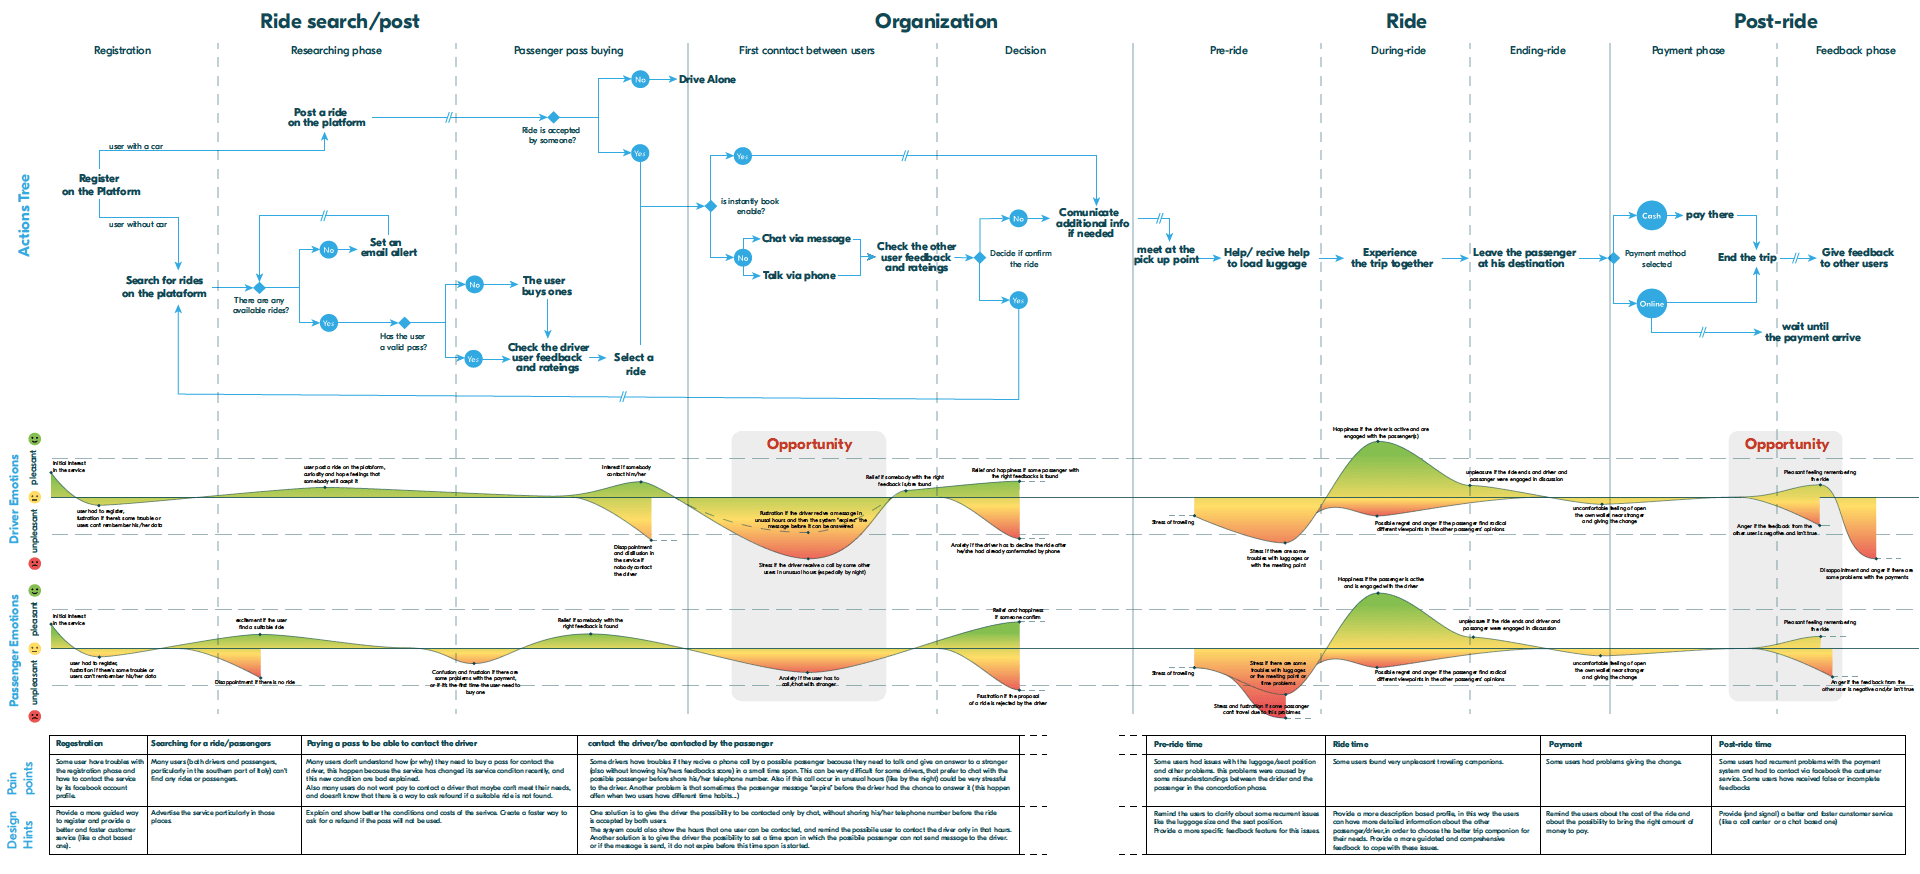 Ride search/post
Organization
Ride
Post-ride
Registration
Researching phase
Passenger pass buying
First conntact between users
Decision
Pre-ride
During-ride
Ending-ride
Payment phase
Feedback phase
Actions Tree
Register
on the Platform
user with a car
user without car
Post a ride
on the platform
Ride is accepted
by someone?
No
Drive Alone
Yes
Search for rides
on the plataform
There are any
available rides?
No
Set an
email allert
Yes
Has the user
a valid pass?
No
The user
buys ones
Yes
Check the driver
user feedback
and rateings
Select a
ride
is instantly book
enable?
Yes
No
Chat via message
Talk via phone
Check the other
user feedback
and rateings
Decide if confirm
the ride
No
Yes
Comunicate
additional info
if needed
meet at the
pick up point
Help/ recive help
to load luggage
Experience
the trip together
Leave the passenger
at his destination
Payment method
selected
Cash
pay there
Online
End the trip
wait until
the payment arrive
Give feedback
to other users
Driver Emotions
pleasant
unpleasant
Initial interest
in the service
user had to register,
fustration if there's some trouble or
users can't remember his/her data
user post a ride on the plataform,
curiosity and hope feelings that
somebody will acept it
Interest if somebody
contact him/her
Disappointment
and disillusion in
the service if
nobody contact
the driver
Opportunity
Fustration if the driver recive a message in
unusal hours and then the system "expires" the
message before it can be answered
Stress if the driver receive a call by some other
users in unusual hours (especially by night)
Relief if somebody with the right
feedback is/are found
Relief and happiness if some passenger with
the right feedbacks is found
Anxiety if the driver has to decline the ride after
he/she had already confirmated by phone
Stress of traveling
Stress if there are some
troubles with luggages or
with the meeting point
Happiness if the driver is active and are
engaged with the passenger(s)
Possible regret and anger if the passenger find radical
different viewpoints in the other passengers' opinions
unpleasure if the ride ends and driver and
passenger were engaged in discussion
uncomfortable feeling of open
the own wallet near stranger
and giving the change
Opportunity
Pleasant feeling remembering
the ride
Anger if the feedback from the
other user is negative and isn't true
Disappointment and anger if there are
some problems with the payments
Passenger Emotions
pleasant
unpleasant
Initial interest
in the service
user had to register,
fustration if there's some trouble or
users can't remember his/her data
excitement if the user
find a suitable ride
Disappointment if there is no ride
Confusion and frustration if there are
some problems with the payment,
or if it's the first time the user need to
buy one
Relief if somebody with the
right feedback is found
Anxiety if the user has to
call/chat with stranger
Relief and happiness
if someone confirm
Frustration if the proposal
of a ride is rejected by the driver
Stress of traveling
Stress if there are some
troubles with luggages
or the meeting point or
time problems
Stress and fustration if some passenger
can't travel due to this problems
Happiness if the passenger is active
and is engaged with the driver
Possible regret and anger if the passenger find radical
different viewpoints in the other passengers' opinions
unpleasure if the ride ends and driver and
passenger were engaged in discussion
uncomfortable feeling of open
the own wallet near stranger
and giving the change
Pleasant feeling remembering
the ride
Anger if the feedback from the
other user is negative and/or isn't true
Pain
points
Design
Hints
Regostration
Some user have troubles with
the registration phase and
have to contact the service
by its facebook account
profile.
Provide a more guided way
to register and provide a
better and faster customer
service (like a chat based
one).
Searching for a ride/passengers
Many users (both drivers and passengers,
particularly in the southern port of Italy) can't
find any rides or passengers.
Advertise the service particularly in those
places.
Paying a pass to be able to contact the driver
Many users don't understand how (or why) they need to buy a pass for contact the
driver, this happen because the service has changed its service conditon recently, and
this new condition are bad explained.
Also many users do not want pay to contact a driver that maybe can't meet their needs,
and doesn't know that there is a way to ask refound if a suitable ride is not found.
Explain and show better the conditions and costs of the service. Create a faster way to
ask for a refound if the pass will not be used.
contact the driver/be contacted by the passenger
Some drivers have troubles if they recive a phone call by a possible passenger because they need to talk and give an answer to a stranger
(also without knowing his/hers feedbacks score) in a small time span. This can be very difficult for some drivers, that prefer to chat with the
possible passenger before share his/her telephone number. Also if this call occur in unusual hours (like by the night) could be very stressful
to the driver. Another problem is that sometimes the passenger message "expire" before the driver had the chance to answer it (this happen
often when two users have different time habits...)
One solution is to give the driver the possibility to be contacted only by chat, without sharing his/her telephone number before the ride
is accepted by both users.
The sysyem could also show the hours that one user can be contacted, and remind the possibile user to contact the driver only in that hours.
Another solution is to give the driver the possibility to set a time span in which the possibile passenger can not send message to the driver.
or if the message is send, it do not expire before this time span is started.
Pre-ride time
Some users had issues with the luggage/seat position
and other problems. this problems were caused by
some misunderstandings between the drider and the
passenger in the concordation phase.
Remind the users to clarify about some recurrent issues
like the luggage size and the seat position.
Provide a more specific feedback feature for this issues.
Ride time
Some users found very unpleasant traveling campanions.
Provide a more description based profile, in this way the users
can have more detailed information about the other
passenger/driver,in order to choose the better trip companion for
their needs. Provide a more guidated and comprehensive
feedback to cope with these issues.
Payment
Some users had problems giving the change.
Remind the users about the cost of the ride and
about the possibility to bring the right amount of
money to pay.
Post-ride time
Some users had recurrent problems with the payment
system and had to contact via facebook the customer
service. Some users have received false or incomplete
feedbacks
Provide (and signal) a better and faster customer service
(like a call center or a chat based one)